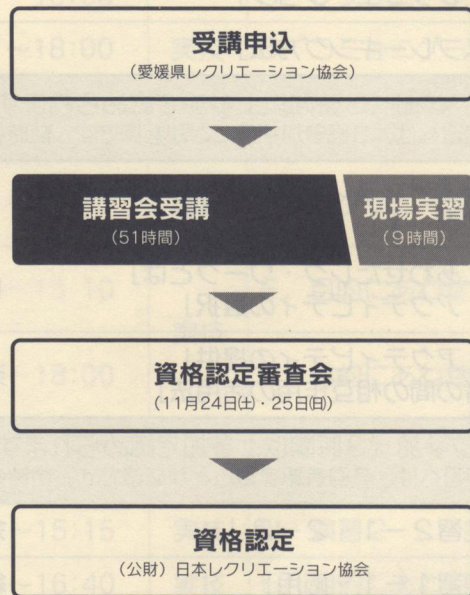 受講申込
（愛媛県レクリエーション協会）
講習会受講
（51時間）
現場実習
（9時間）
資格認定審査会
（11月24日㈯・25日㈰）
資格認定
（公財）日本レクリエーション協会